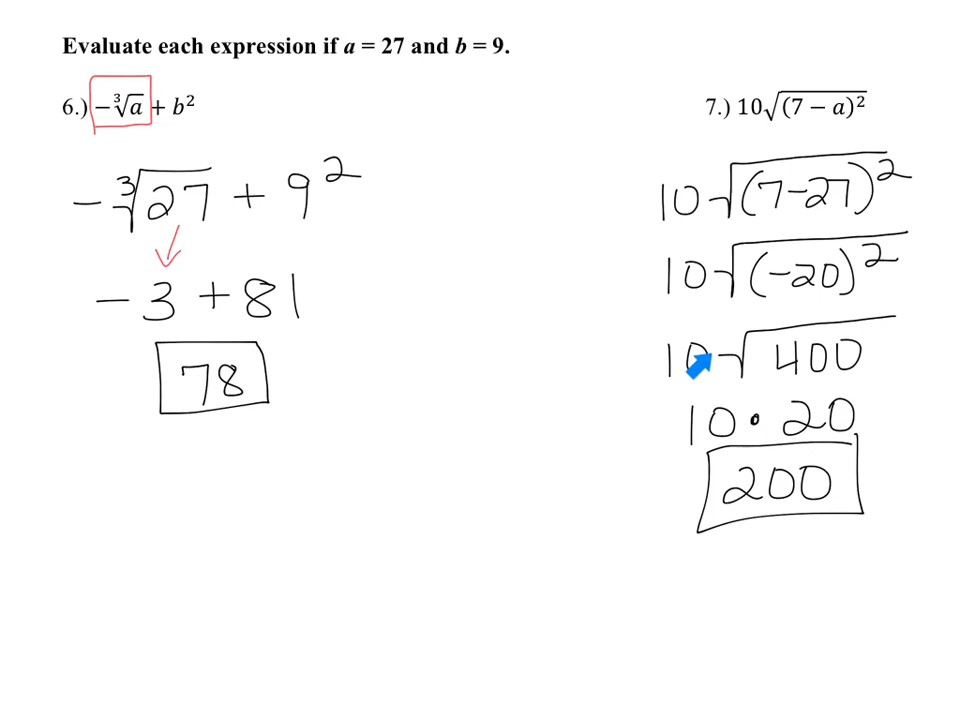 Evaluate each expression if a = 27 and b = 9.
6.) −∛a + b²
−∛27 + 9²
−3 + 81
78
7.) 10√(7 − a)²
10√(7−27)²
10√(−20)²
10√400
10 • 20
200